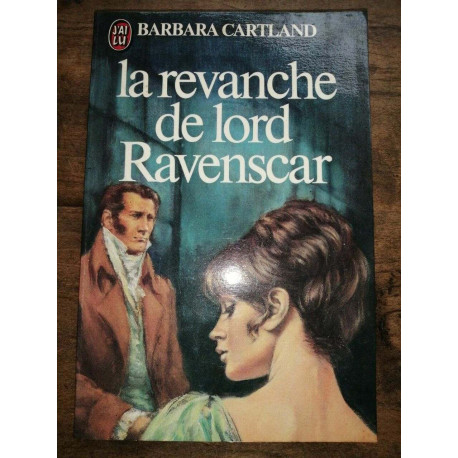 J'AI
LU
BARBARA CARTLAND
la revanche
de lord
Ravenscar